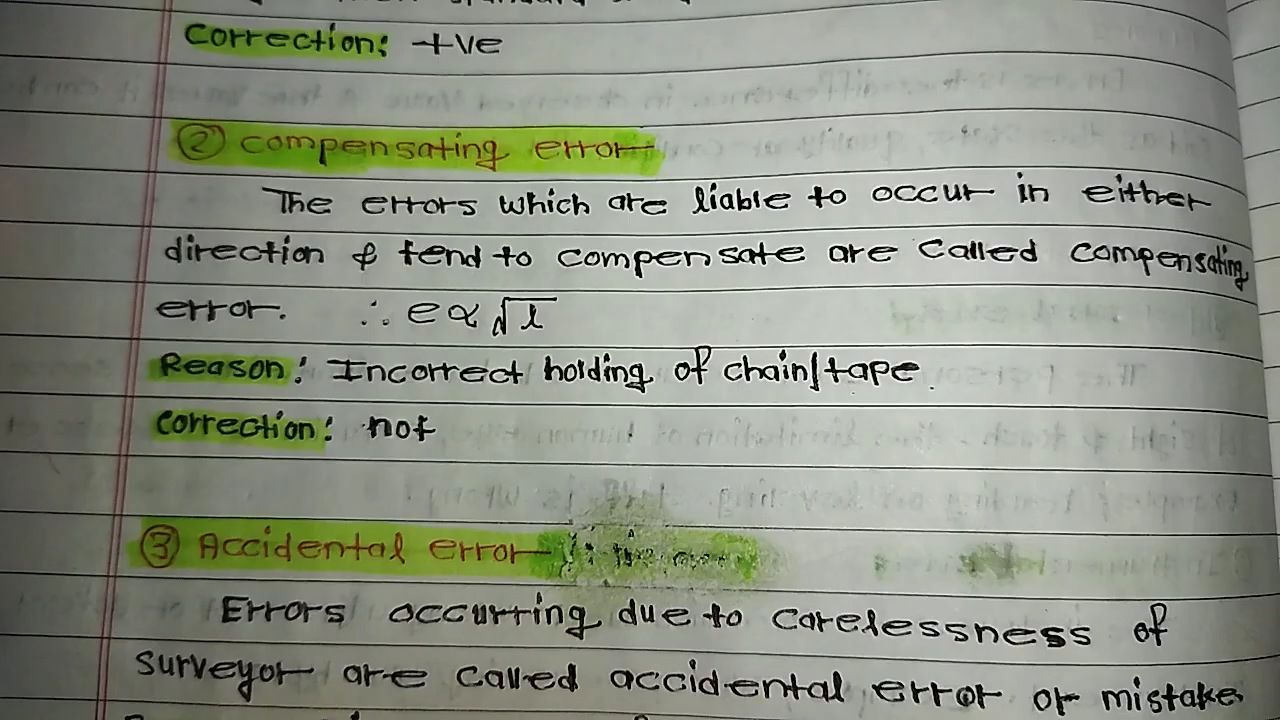 Correction: +ve
② compensating error
The errors which are liable to occur in either
direction & tend to compensate are called compensating
error. ∴ e ∝ √l
Reason: Incorrect holding of chain/tape.
correction: not
③ Accidental error
Errors occurring due to carelessness of
surveyor are called accidental error or mistake